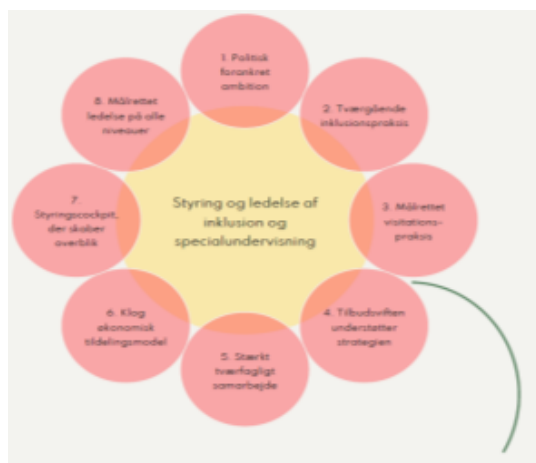 1. Politisk
forankret
ambition
2. Tværgående
inklusionspraksis
3. Målrettet
visitations-
praksis
4. Tilbudsviften
understøtter
strategien
5. Stærkt
tværfagligt
samarbejde
6. Klog
økonomisk
tildelingsmodel
7.
Styringscockpit,
der skaber
overblik
8. Målrettet
ledelse på alle
niveauer
Styring og ledelse af
inklusion og
specialundervisning